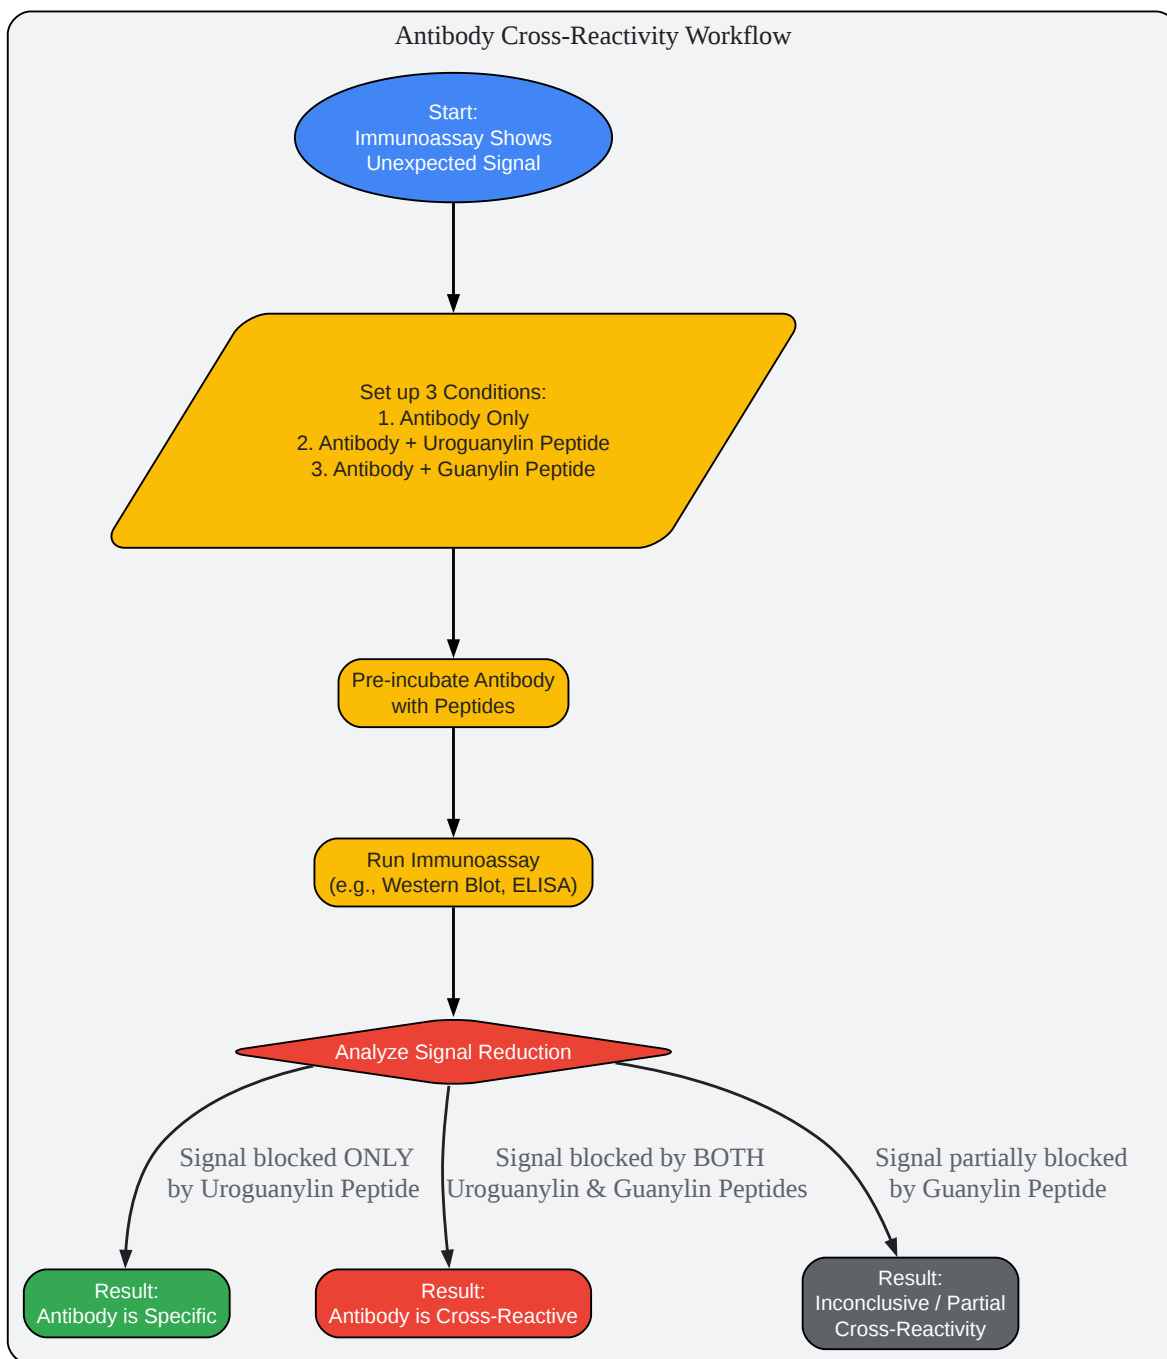 Antibody Cross-Reactivity Workflow
Start:
Immunoassay Shows
Unexpected Signal
Set up 3 Conditions:
1. Antibody Only
2. Antibody + Uroguanylin Peptide
3. Antibody + Guanylin Peptide
Pre-incubate Antibody
with Peptides
Run Immunoassay
(e.g., Western Blot, ELISA)
Analyze Signal Reduction
Signal blocked ONLY
by Uroguanylin Peptide
Signal blocked by BOTH
Uroguanylin & Guanylin Peptides
Signal partially blocked
by Guanylin Peptide
Result:
Antibody is Specific
Result:
Antibody is Cross-Reactive
Result:
Inconclusive / Partial
Cross-Reactivity